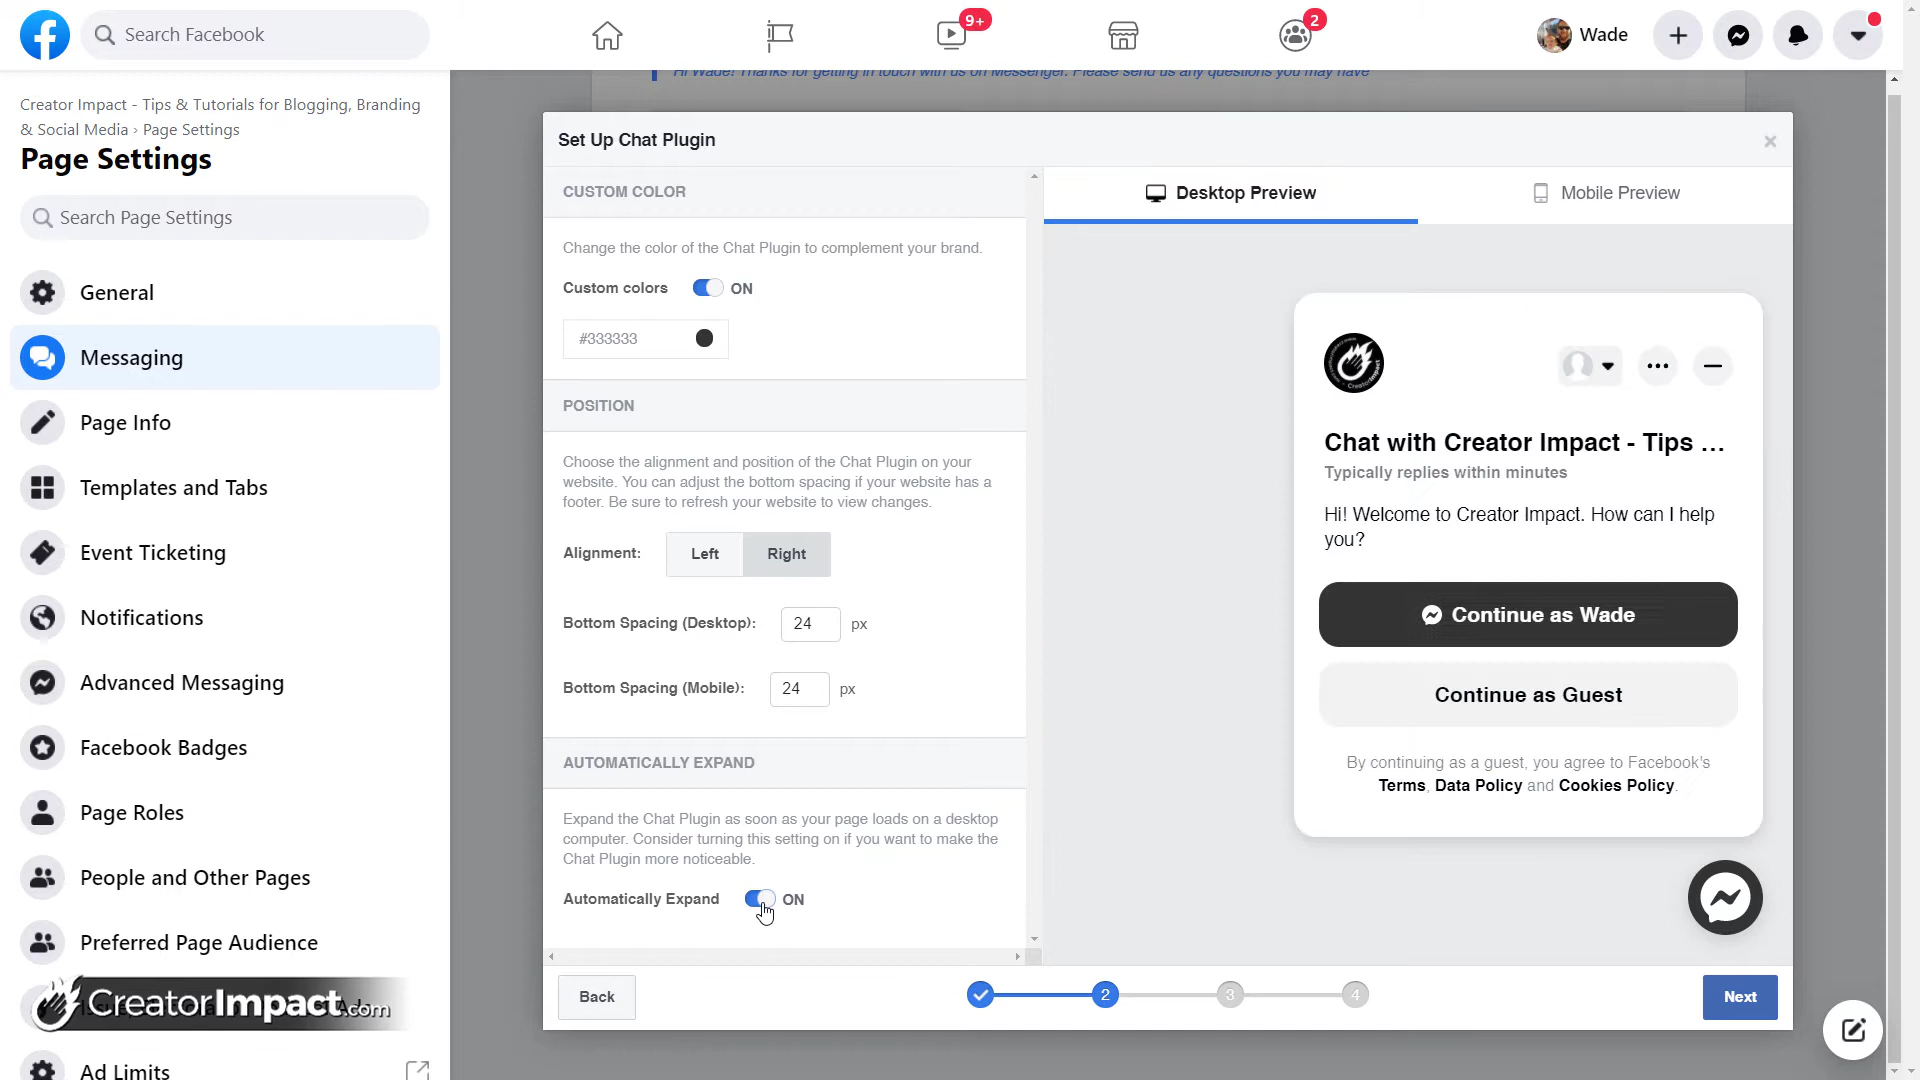 Search Facebook
9+
2
Wade
Hi Wade! Thanks for getting in touch with us on Messenger. Please send us any questions you may have
Creator Impact - Tips & Tutorials for Blogging, Branding
& Social Media › Page Settings
Page Settings
Search Page Settings
General
Messaging
Page Info
Templates and Tabs
Event Ticketing
Notifications
Advanced Messaging
Facebook Badges
Page Roles
People and Other Pages
Preferred Page Audience
CreatorImpact.com
Ad Limits
Set Up Chat Plugin
CUSTOM COLOR
Change the color of the Chat Plugin to complement your brand.
Custom colors ON
#333333
POSITION
Choose the alignment and position of the Chat Plugin on your
website. You can adjust the bottom spacing if your website has a
footer. Be sure to refresh your website to view changes.
Alignment: Left Right
Bottom Spacing (Desktop): 24 px
Bottom Spacing (Mobile): 24 px
AUTOMATICALLY EXPAND
Expand the Chat Plugin as soon as your page loads on a desktop
computer. Consider turning this setting on if you want to make the
Chat Plugin more noticeable.
Automatically Expand ON
Desktop Preview
Mobile Preview
Chat with Creator Impact - Tips ...
Typically replies within minutes
Hi! Welcome to Creator Impact. How can I help
you?
Continue as Wade
Continue as Guest
By continuing as a guest, you agree to Facebook's
Terms, Data Policy and Cookies Policy.
Back
2
3
4
Next